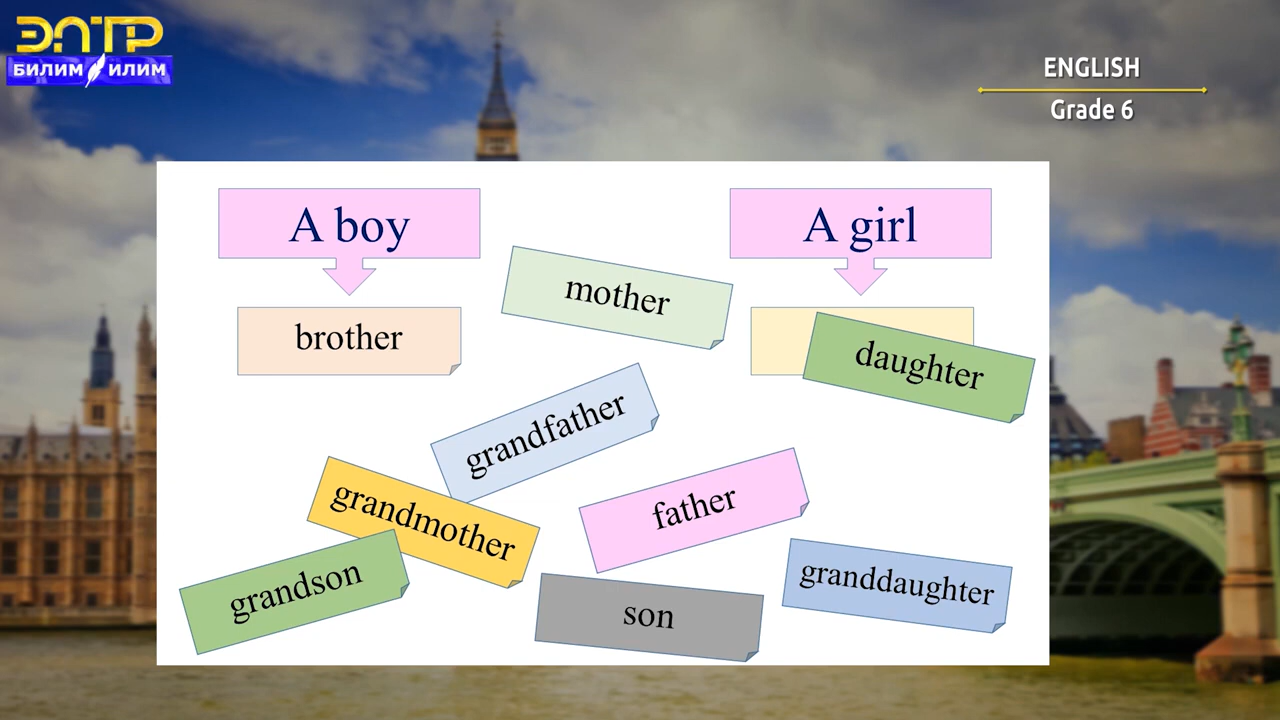 ЭЛТР
БИЛИМ ИЛИМ
ENGLISH
Grade 6
A boy
A girl
mother
brother
daughter
grandfather
grandmother
father
grandson
son
granddaughter